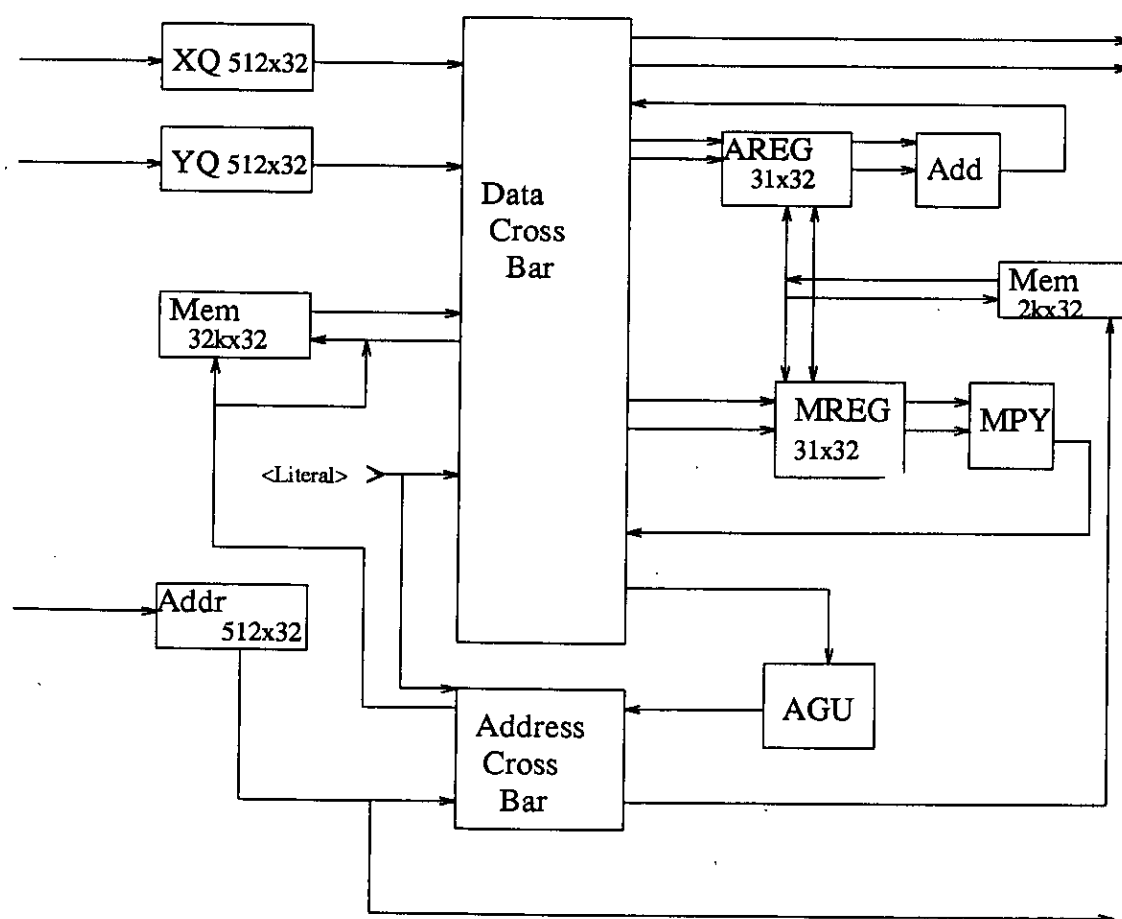 XQ 512x32
YQ 512x32
Data
Cross
Bar
AREG
31x32
Add
Mem
2kx32
Mem
32kx32
MREG
31x32
MPY
<Literal>
Addr
512x32
AGU
Address
Cross
Bar